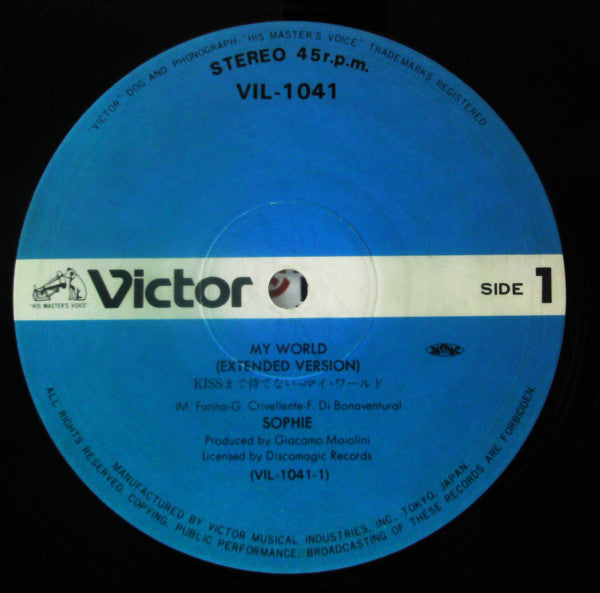 "VICTOR" DOG AND PHONOGRAPH-"HIS MASTER'S VOICE" TRADEMARKS REGISTERED
STEREO 45 r.p.m.
VIL-1041
"HIS MASTER'S VOICE"
Victor
SIDE 1
MY WORLD
(EXTENDED VERSION)
KISSまで待てない〜マイ・ワールド
(M. Farina-G. Crivellente-F. Di Bonaventura)
SOPHIE
Produced by Giacomo Maiolini
Licensed by Discomagic Records
(VIL-1041-1)
MANUFACTURED BY VICTOR MUSICAL INDUSTRIES, INC., TOKYO, JAPAN.
ALL RIGHTS RESERVED. COPYING, PUBLIC PERFORMANCE, BROADCASTING OF THESE RECORDS ARE FORBIDDEN.